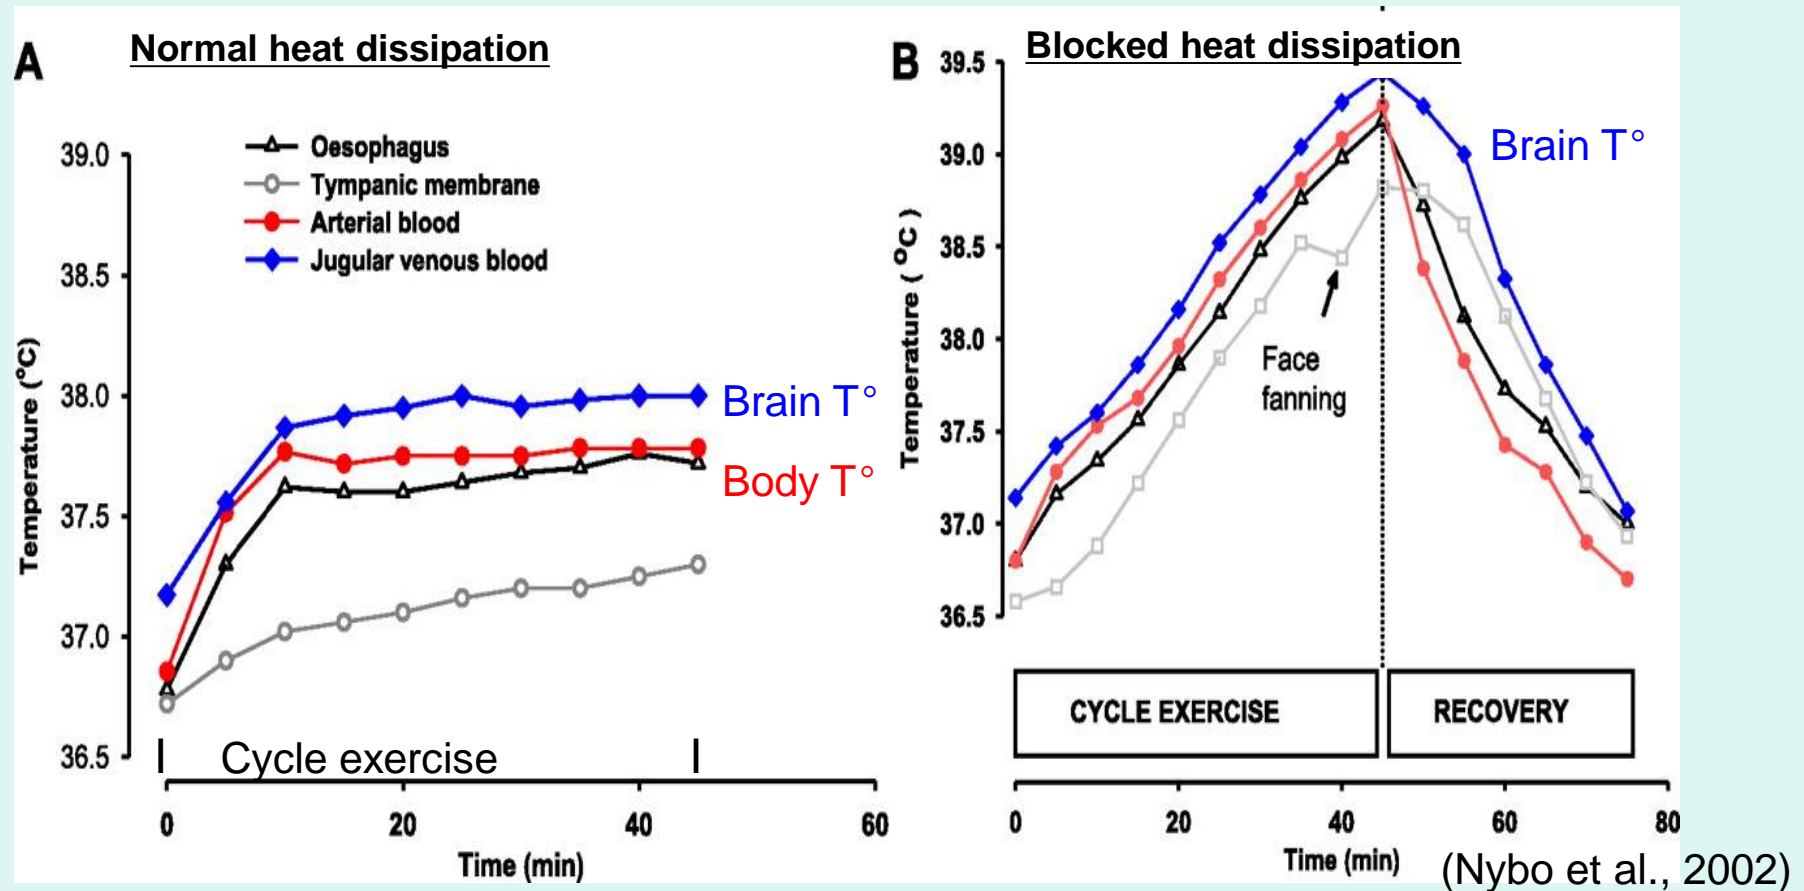 A
Normal heat dissipation
Oesophagus
Tympanic membrane
Arterial blood
Jugular venous blood
39.0
38.5
38.0
37.5
37.0
36.5
Temperature (°C)
Brain T°
Body T°
Cycle exercise
0
20
40
60
Time (min)
B
Blocked heat dissipation
39.5
39.0
38.5
38.0
37.5
37.0
36.5
Temperature ( °C )
Brain T°
Face
fanning
CYCLE EXERCISE
RECOVERY
0
20
40
60
80
Time (min)
(Nybo et al., 2002)